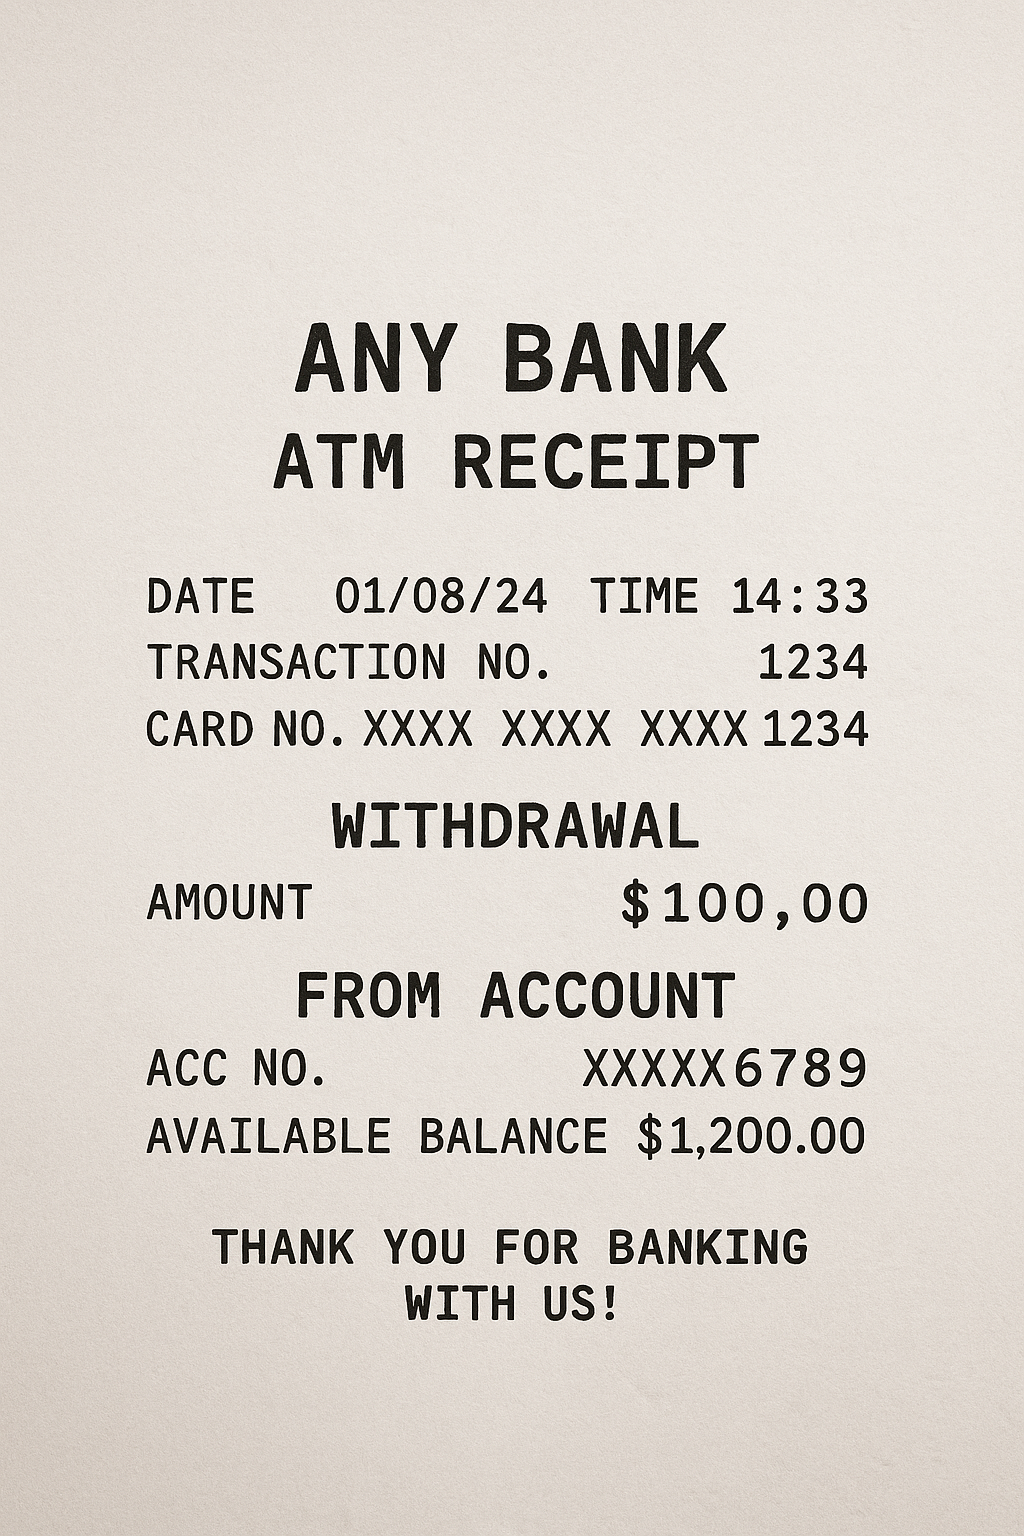 ANY BANK
ATM RECEIPT
DATE 01/08/24 TIME 14:33
TRANSACTION NO. 1234
CARD NO. XXXX XXXX XXXX 1234
WITHDRAWAL
AMOUNT $100,00
FROM ACCOUNT
ACC NO. XXXXX6789
AVAILABLE BALANCE $1,200.00
THANK YOU FOR BANKING
WITH US!